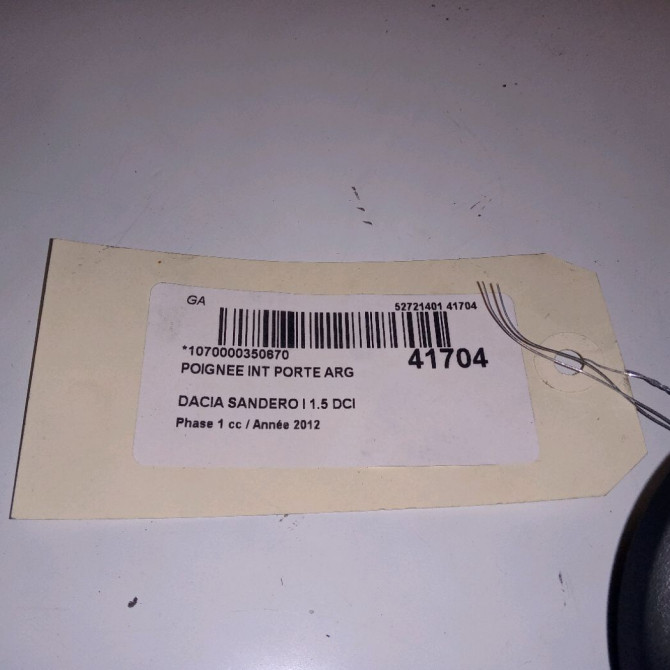 GA
52721401 41704
*1070000350670
41704
POIGNEE INT PORTE ARG
DACIA SANDERO I 1.5 DCI
Phase 1 cc / Année 2012